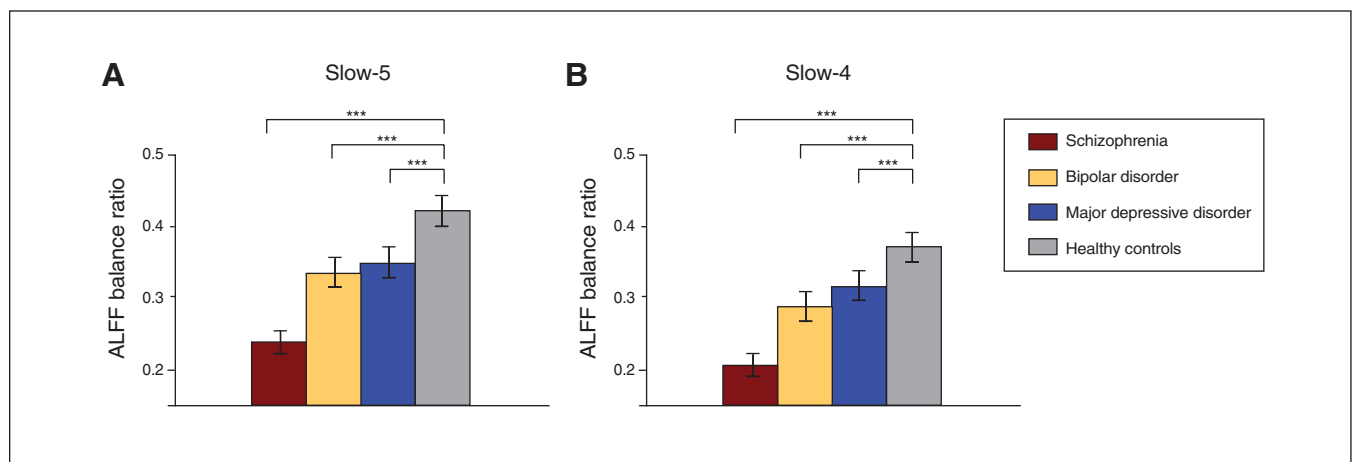 A
Slow-5
***
***
***
0.5
0.4
0.3
0.2
ALFF balance ratio
B
Slow-4
***
***
***
0.5
0.4
0.3
0.2
ALFF balance ratio
Schizophrenia
Bipolar disorder
Major depressive disorder
Healthy controls